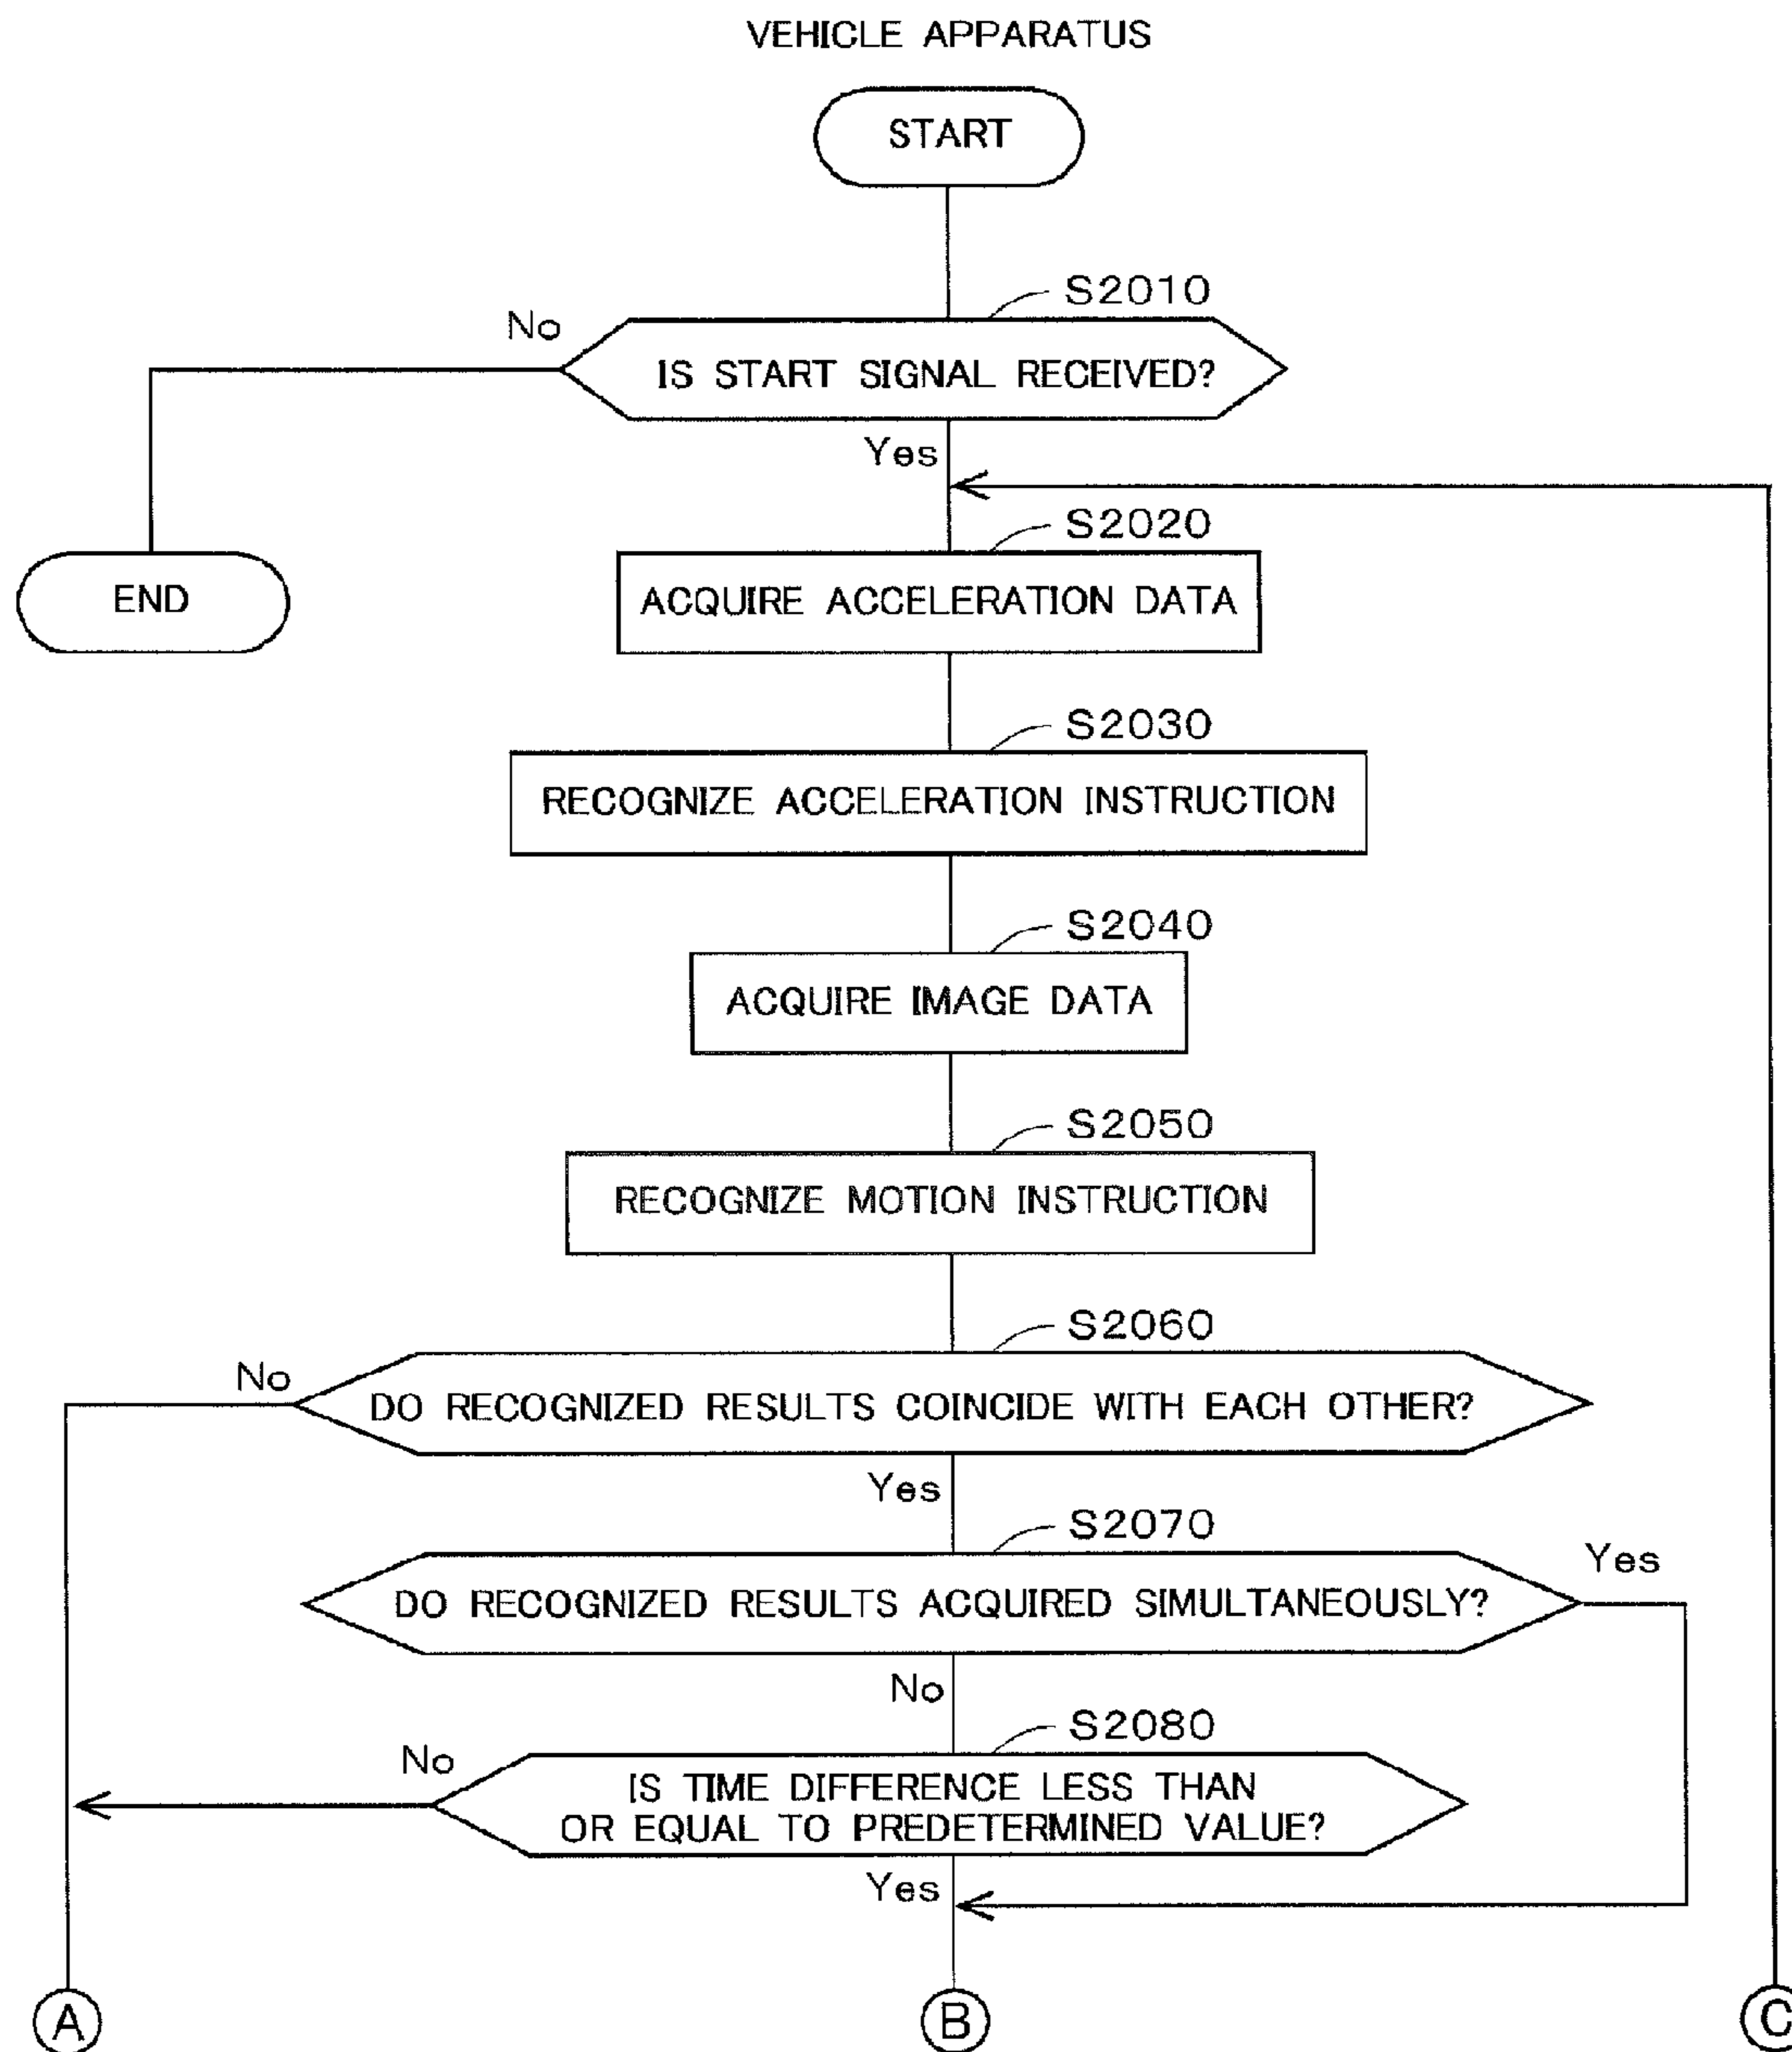 VEHICLE APPARATUS
START
S2010
No
IS START SIGNAL RECEIVED?
Yes
S2020
END
ACQUIRE ACCELERATION DATA
S2030
RECOGNIZE ACCELERATION INSTRUCTION
S2040
ACQUIRE IMAGE DATA
S2050
RECOGNIZE MOTION INSTRUCTION
S2060
No
DO RECOGNIZED RESULTS COINCIDE WITH EACH OTHER?
Yes
S2070
Yes
DO RECOGNIZED RESULTS ACQUIRED SIMULTANEOUSLY?
No
S2080
No
IS TIME DIFFERENCE LESS THAN
OR EQUAL TO PREDETERMINED VALUE?
Yes
A
B
C